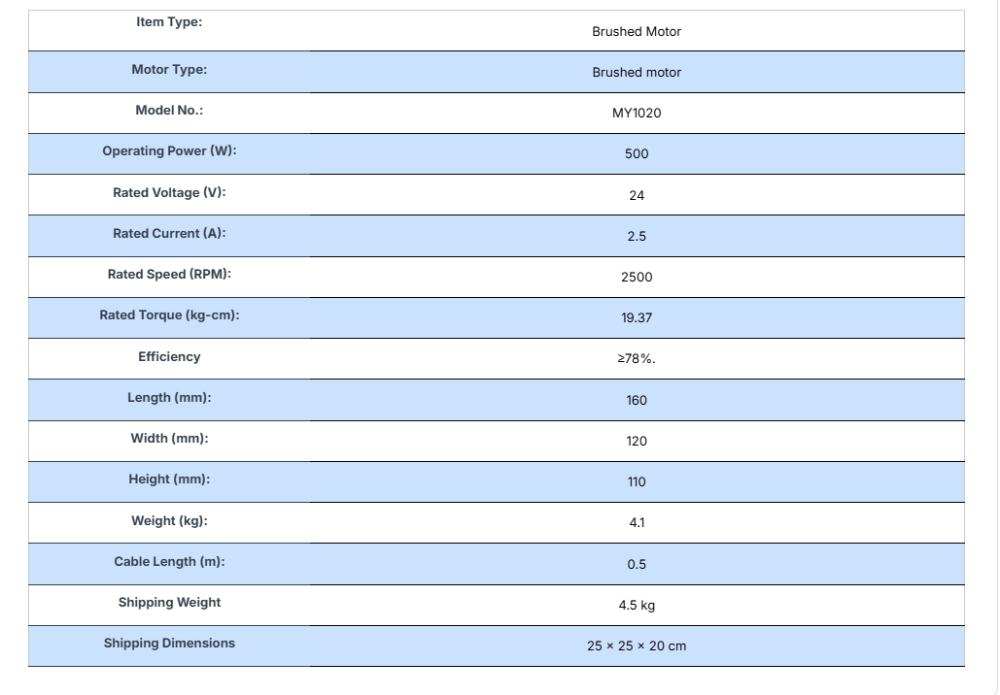 Item Type: Brushed Motor
Motor Type: Brushed motor
Model No.: MY1020
Operating Power (W): 500
Rated Voltage (V): 24
Rated Current (A): 2.5
Rated Speed (RPM): 2500
Rated Torque (kg-cm): 19.37
Efficiency ≥78%.
Length (mm): 160
Width (mm): 120
Height (mm): 110
Weight (kg): 4.1
Cable Length (m): 0.5
Shipping Weight 4.5 kg
Shipping Dimensions 25 × 25 × 20 cm